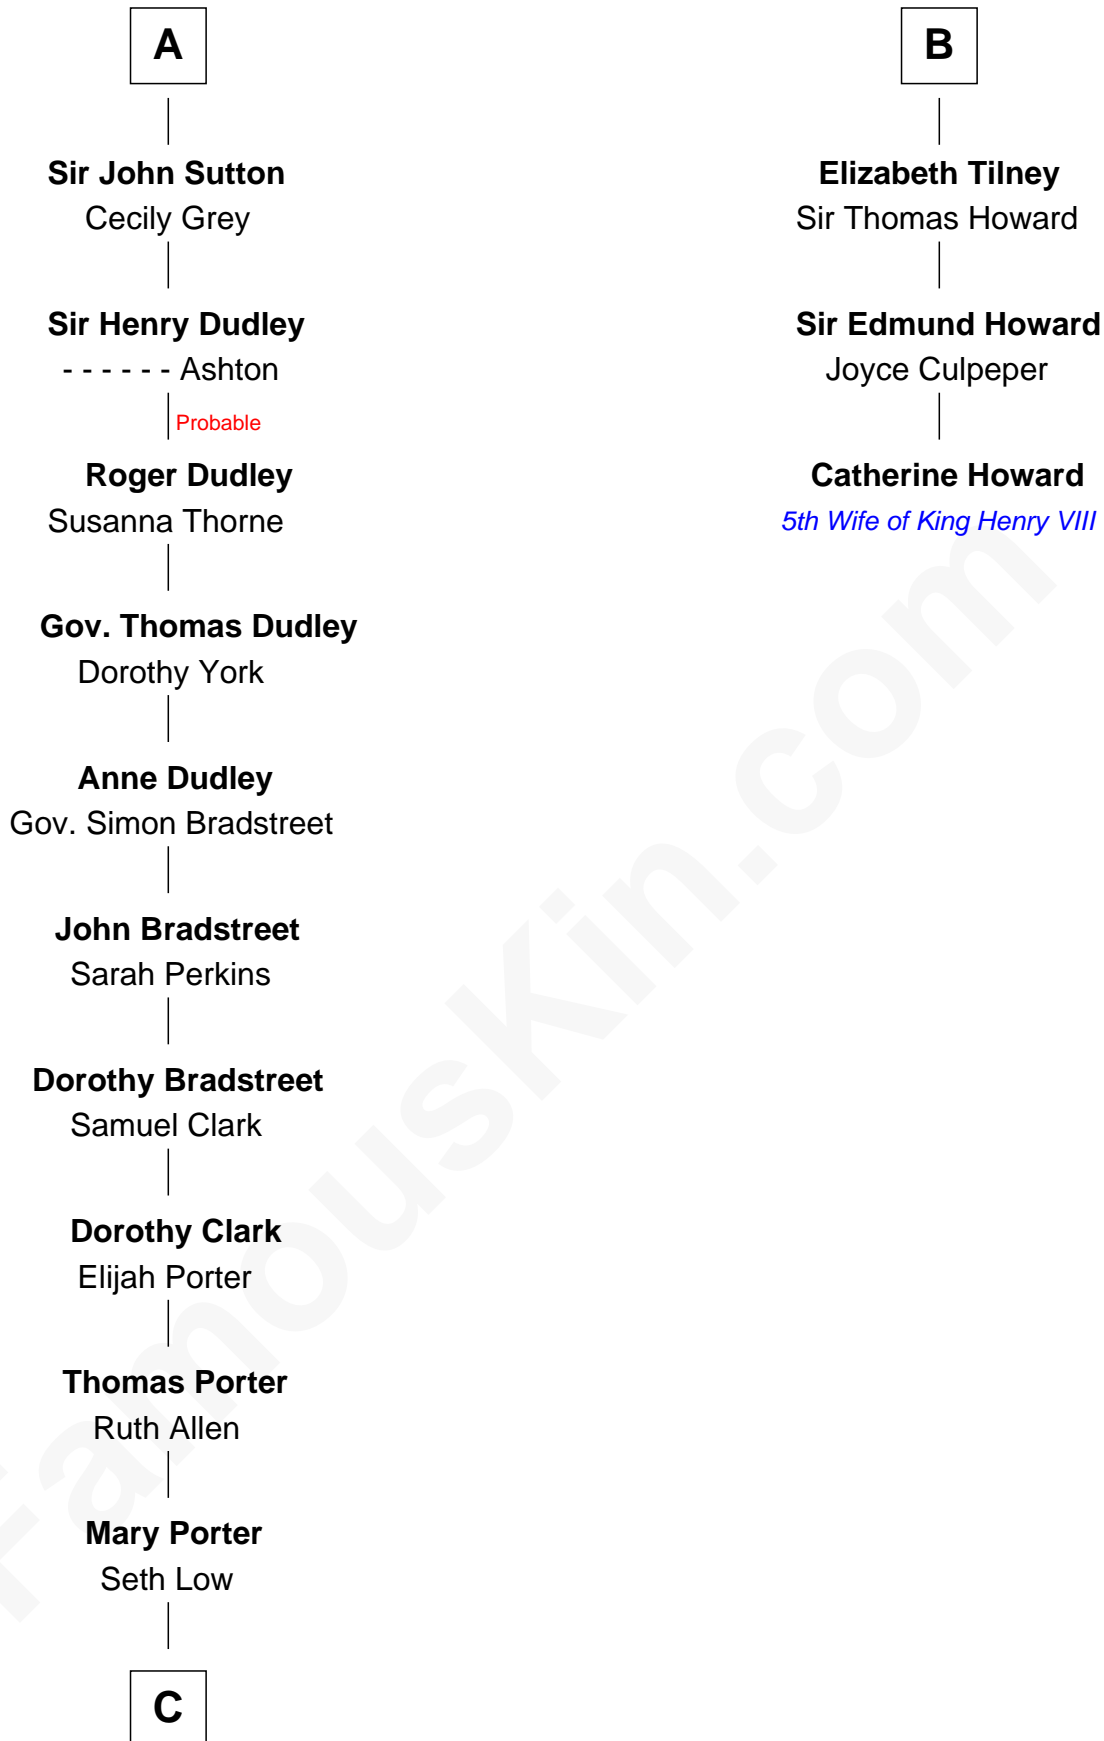 A
Sir John Sutton
Cecily Grey
Sir Henry Dudley
- - - - - - Ashton
Probable
Roger Dudley
Susanna Thorne
Gov. Thomas Dudley
Dorothy York
Anne Dudley
Gov. Simon Bradstreet
John Bradstreet
Sarah Perkins
Dorothy Bradstreet
Samuel Clark
Dorothy Clark
Elijah Porter
Thomas Porter
Ruth Allen
Mary Porter
Seth Low
C
B
Elizabeth Tilney
Sir Thomas Howard
Sir Edmund Howard
Joyce Culpeper
Catherine Howard
5th Wife of King Henry VIII
FamousKin.com